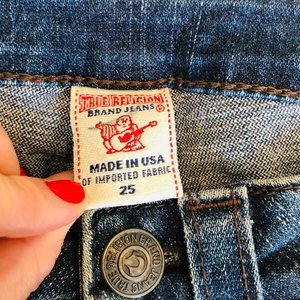 TRUE RELIGION
BRAND JEANS
MADE IN USA
OF IMPORTED FABRIC
25